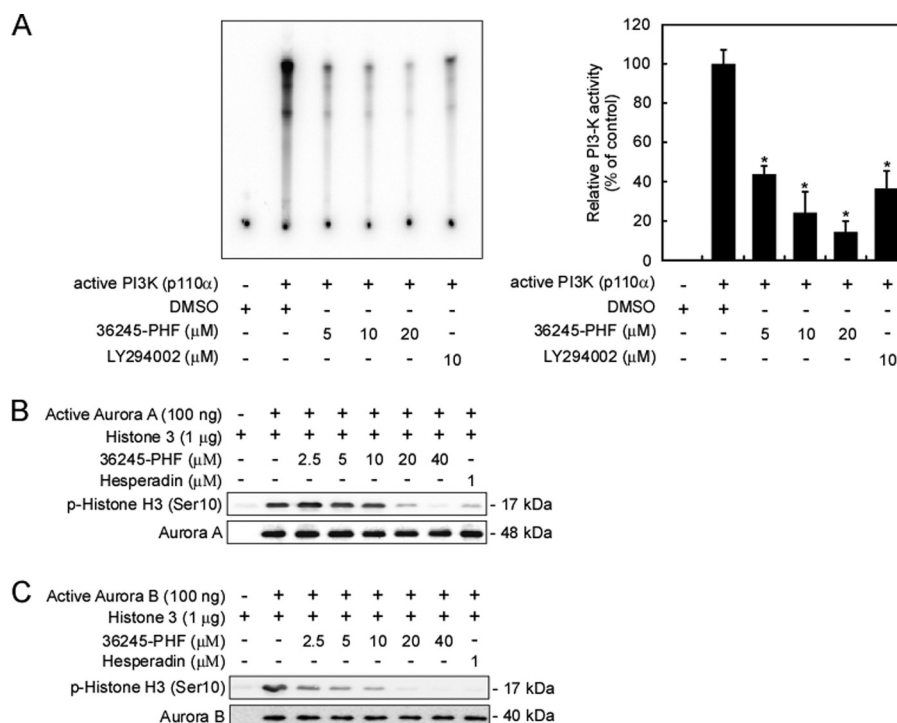 A
active PI3K (p110α) - + + + + +
DMSO + + - - - -
36245-PHF (μM) - - 5 10 20 -
LY294002 (μM) - - - - - 10
Relative PI3-K activity
(% of control)
120
100
80
60
40
20
0
* * * *
active PI3K (p110α) - + + + + +
DMSO + + - - - -
36245-PHF (μM) - - 5 10 20 -
LY294002 (μM) - - - - - 10
B
Active Aurora A (100 ng) - + + + + + + +
Histone 3 (1 μg) + + + + + + + +
36245-PHF (μM) - - 2.5 5 10 20 40 -
Hesperadin (μM) - - - - - - - 1
p-Histone H3 (Ser10) - 17 kDa
Aurora A - 48 kDa
C
Active Aurora B (100 ng) - + + + + + + +
Histone 3 (1 μg) + + + + + + + +
36245-PHF (μM) - - 2.5 5 10 20 40 -
Hesperadin (μM) - - - - - - - 1
p-Histone H3 (Ser10) - 17 kDa
Aurora B - 40 kDa